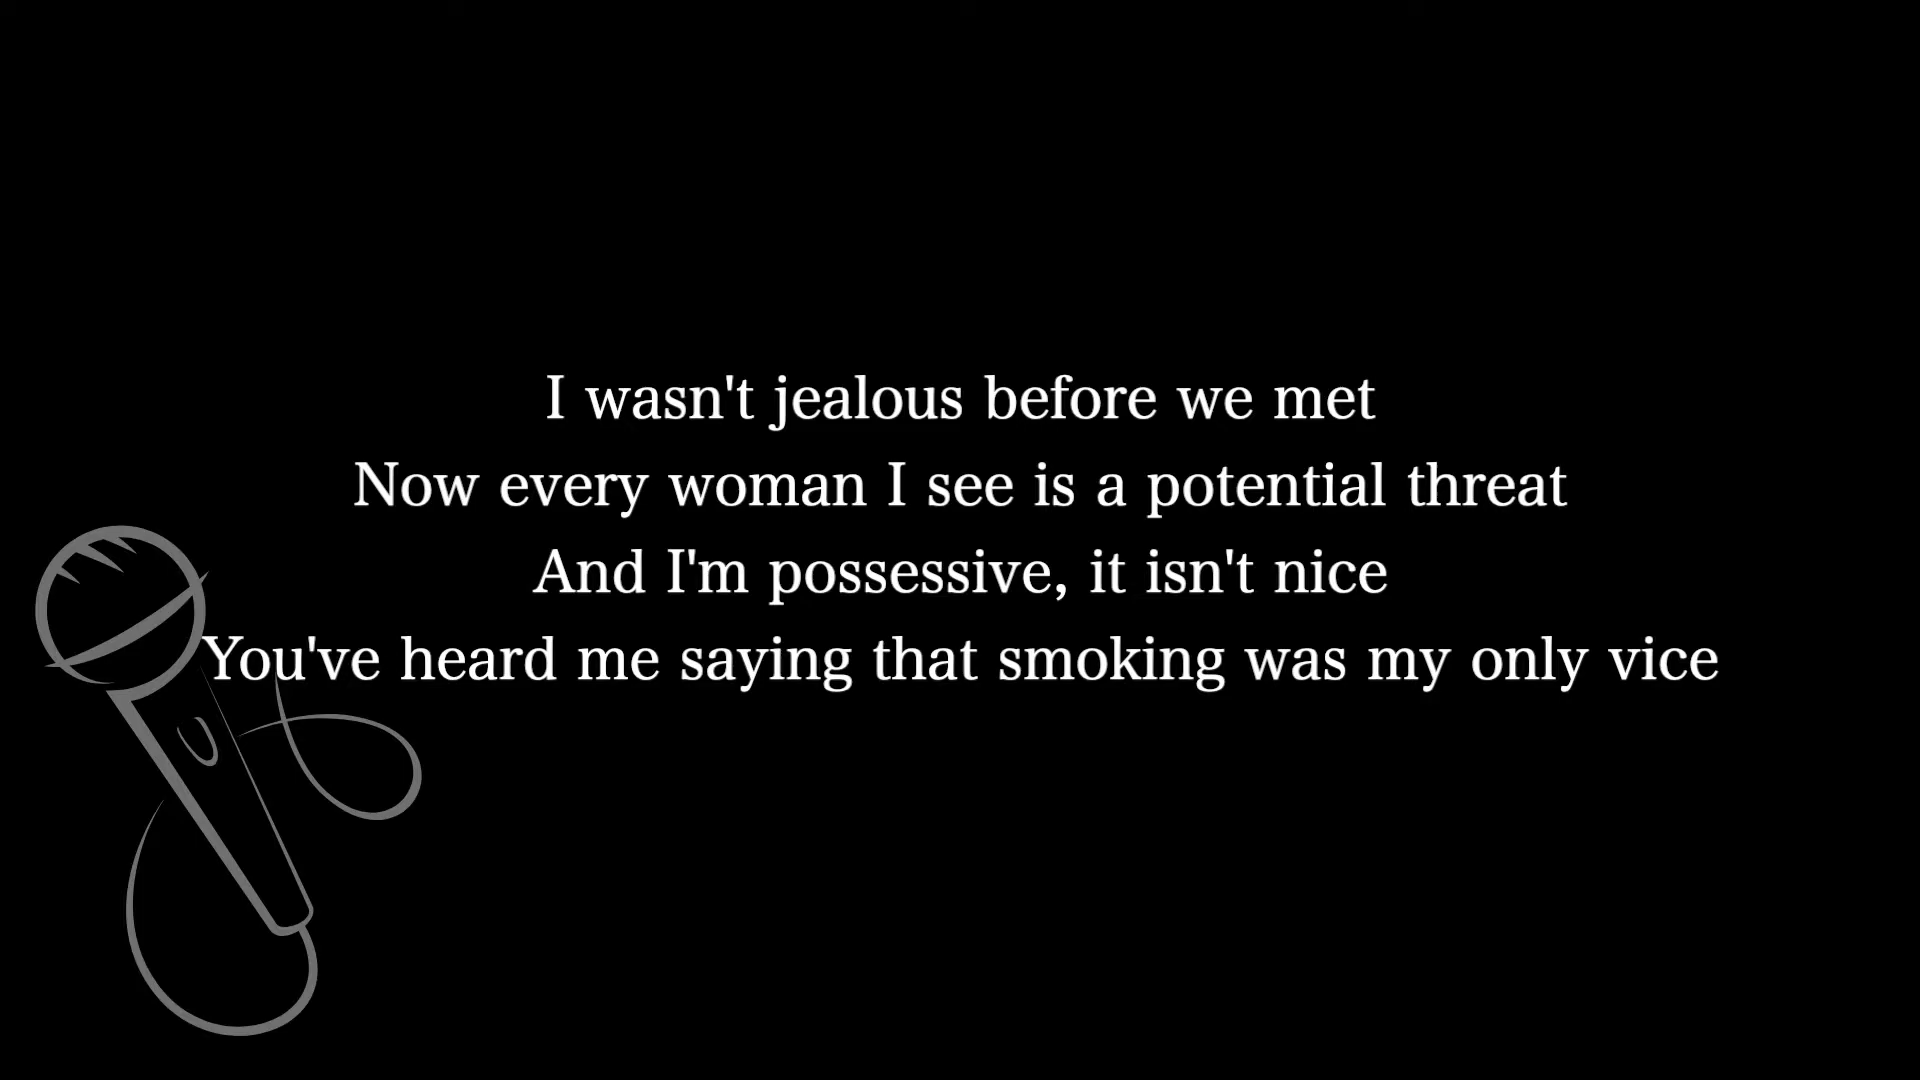 I wasn't jealous before we met
Now every woman I see is a potential threat
And I'm possessive, it isn't nice
You've heard me saying that smoking was my only vice